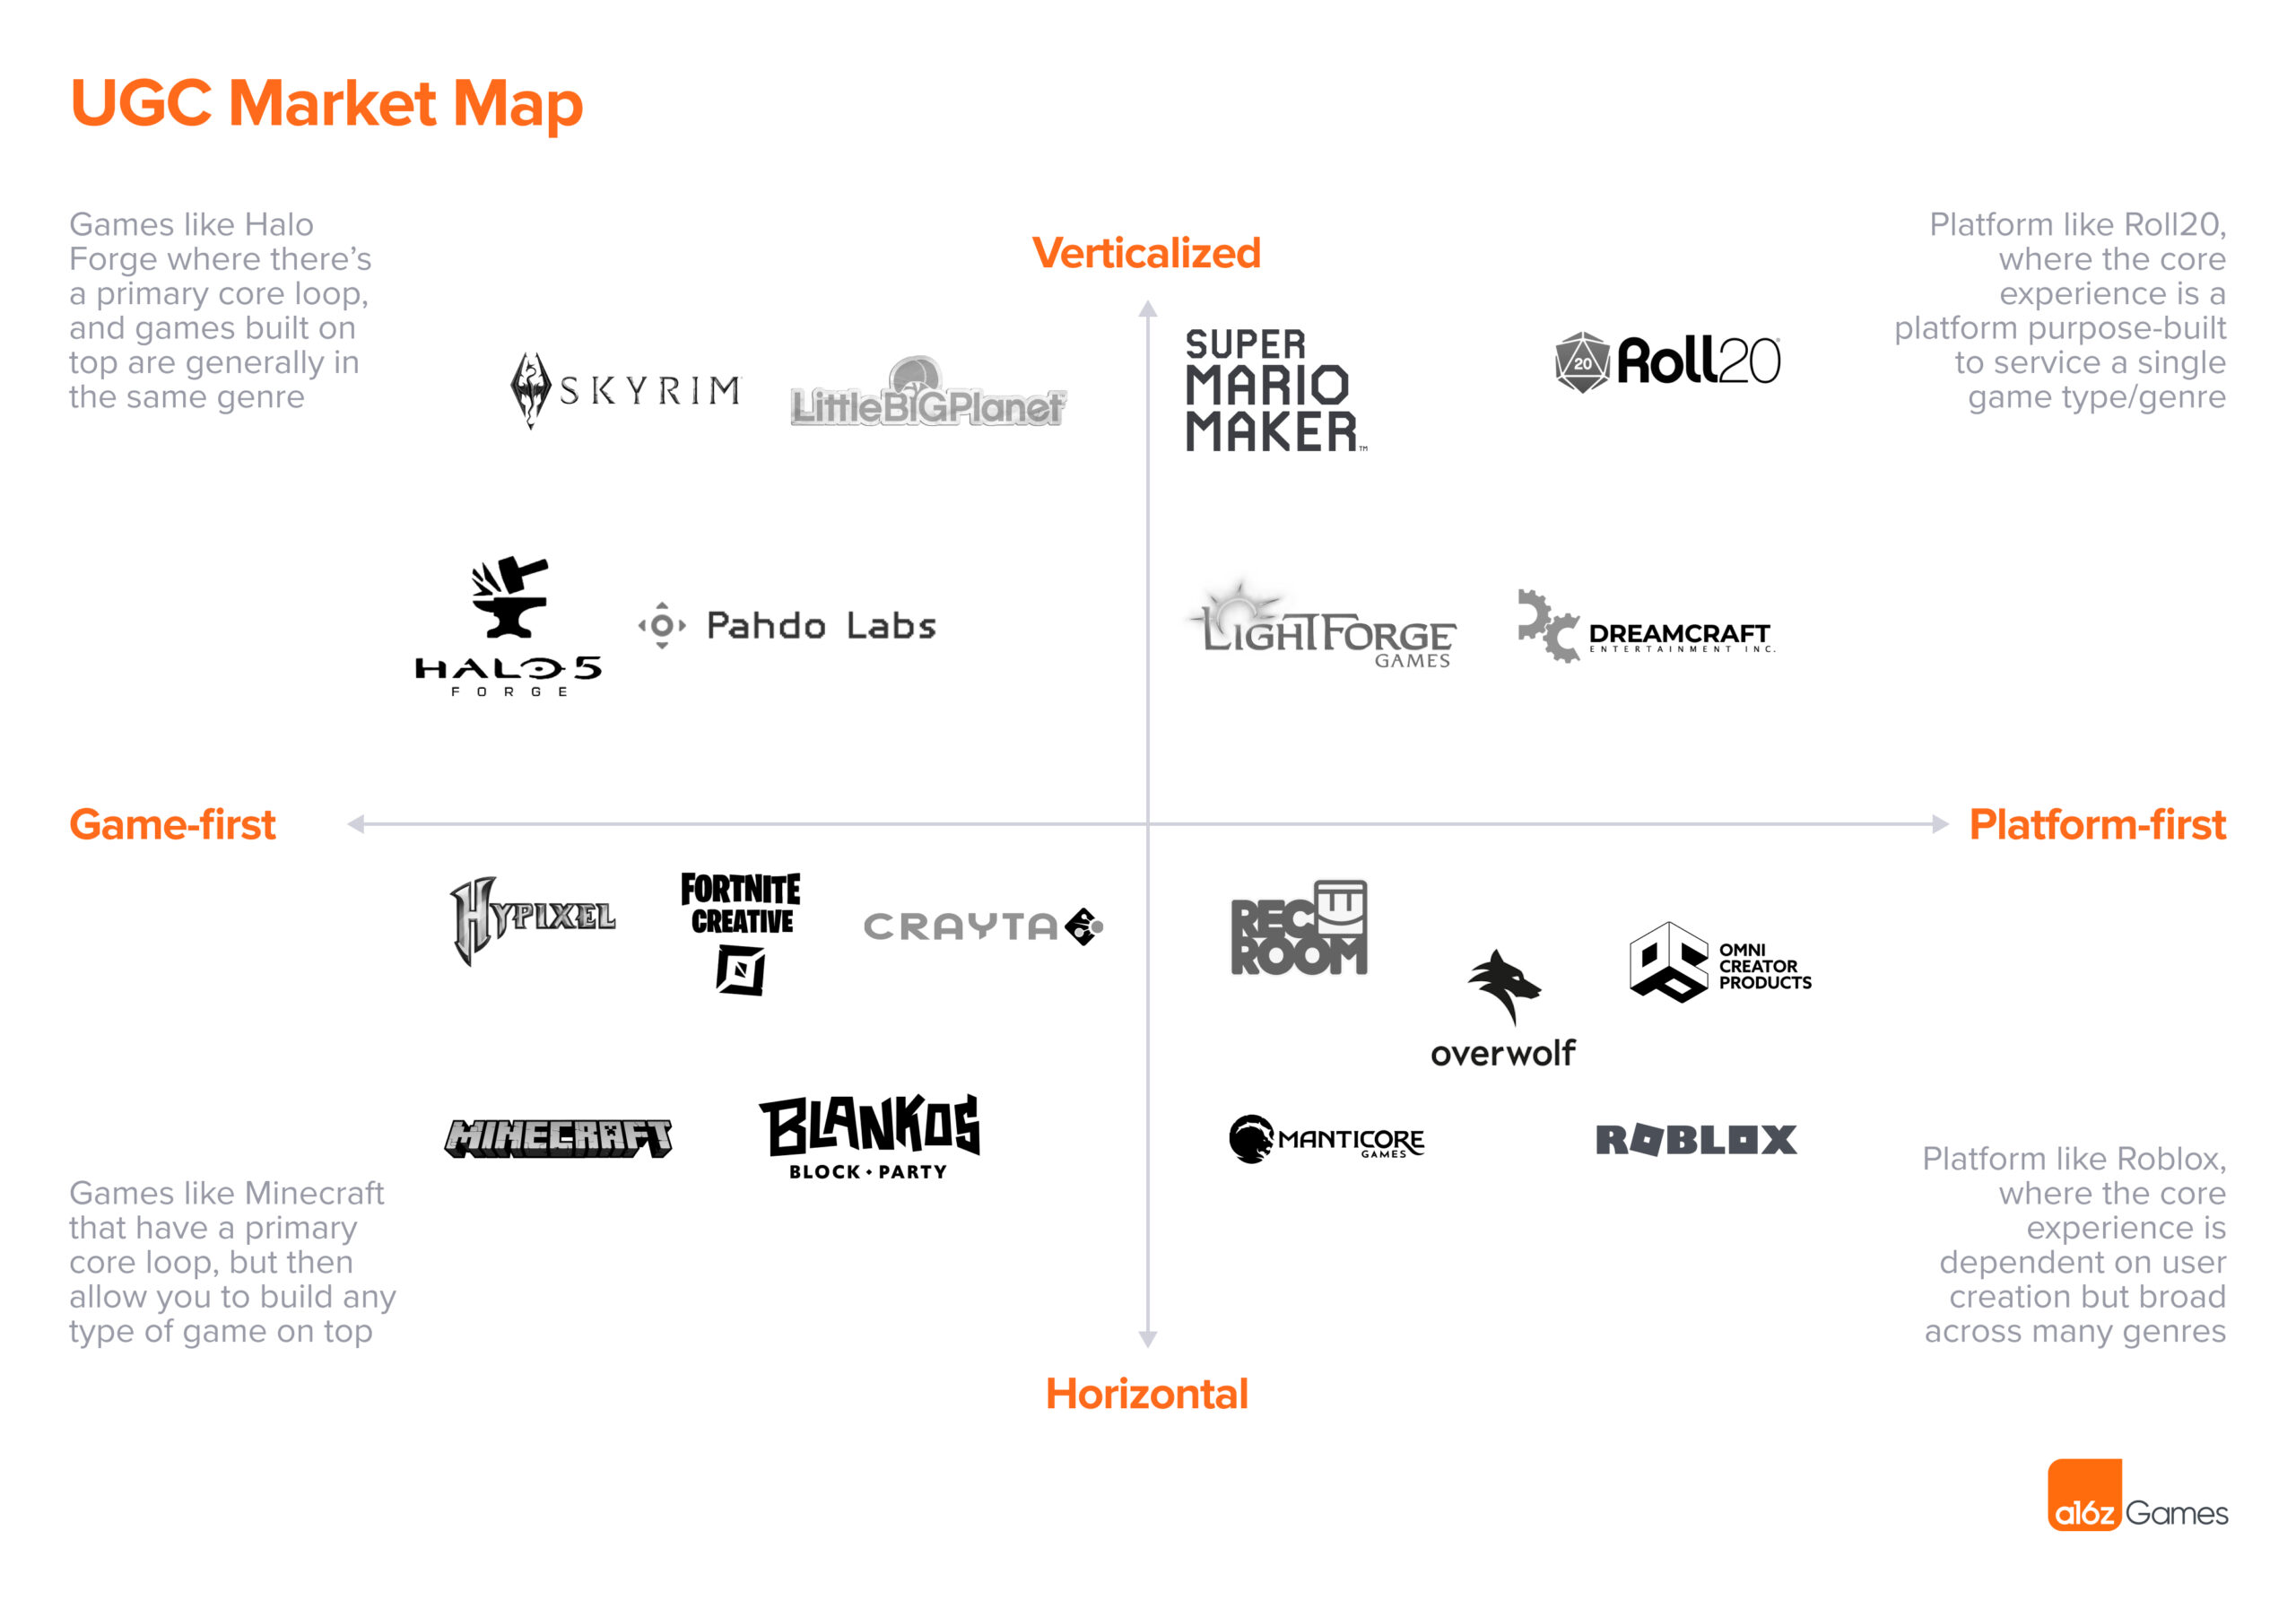 UGC Market Map
Games like Halo
Forge where there's
a primary core loop,
and games built on
top are generally in
the same genre
Verticalized
Platform like Roll20,
where the core
experience is a
platform purpose-built
to service a single
game type/genre
SKYRIM
LittleBIGPlanet
SUPER
MARIO
MAKER™
20
Roll20
HALO 5
FORGE
Pahdo Labs
LIGHTFORGE
GAMES
DREAMCRAFT
ENTERTAINMENT INC.
Game-first
Platform-first
HYPIXEL
FORTNITE
CREATIVE
CRAYTA
REC
ROOM
overwolf
OMNI
CREATOR
PRODUCTS
MINECRAFT
BLANKOS
BLOCK • PARTY
MANTICORE
GAMES
ROBLOX
Games like Minecraft
that have a primary
core loop, but then
allow you to build any
type of game on top
Platform like Roblox,
where the core
experience is
dependent on user
creation but broad
across many genres
Horizontal
a16z Games